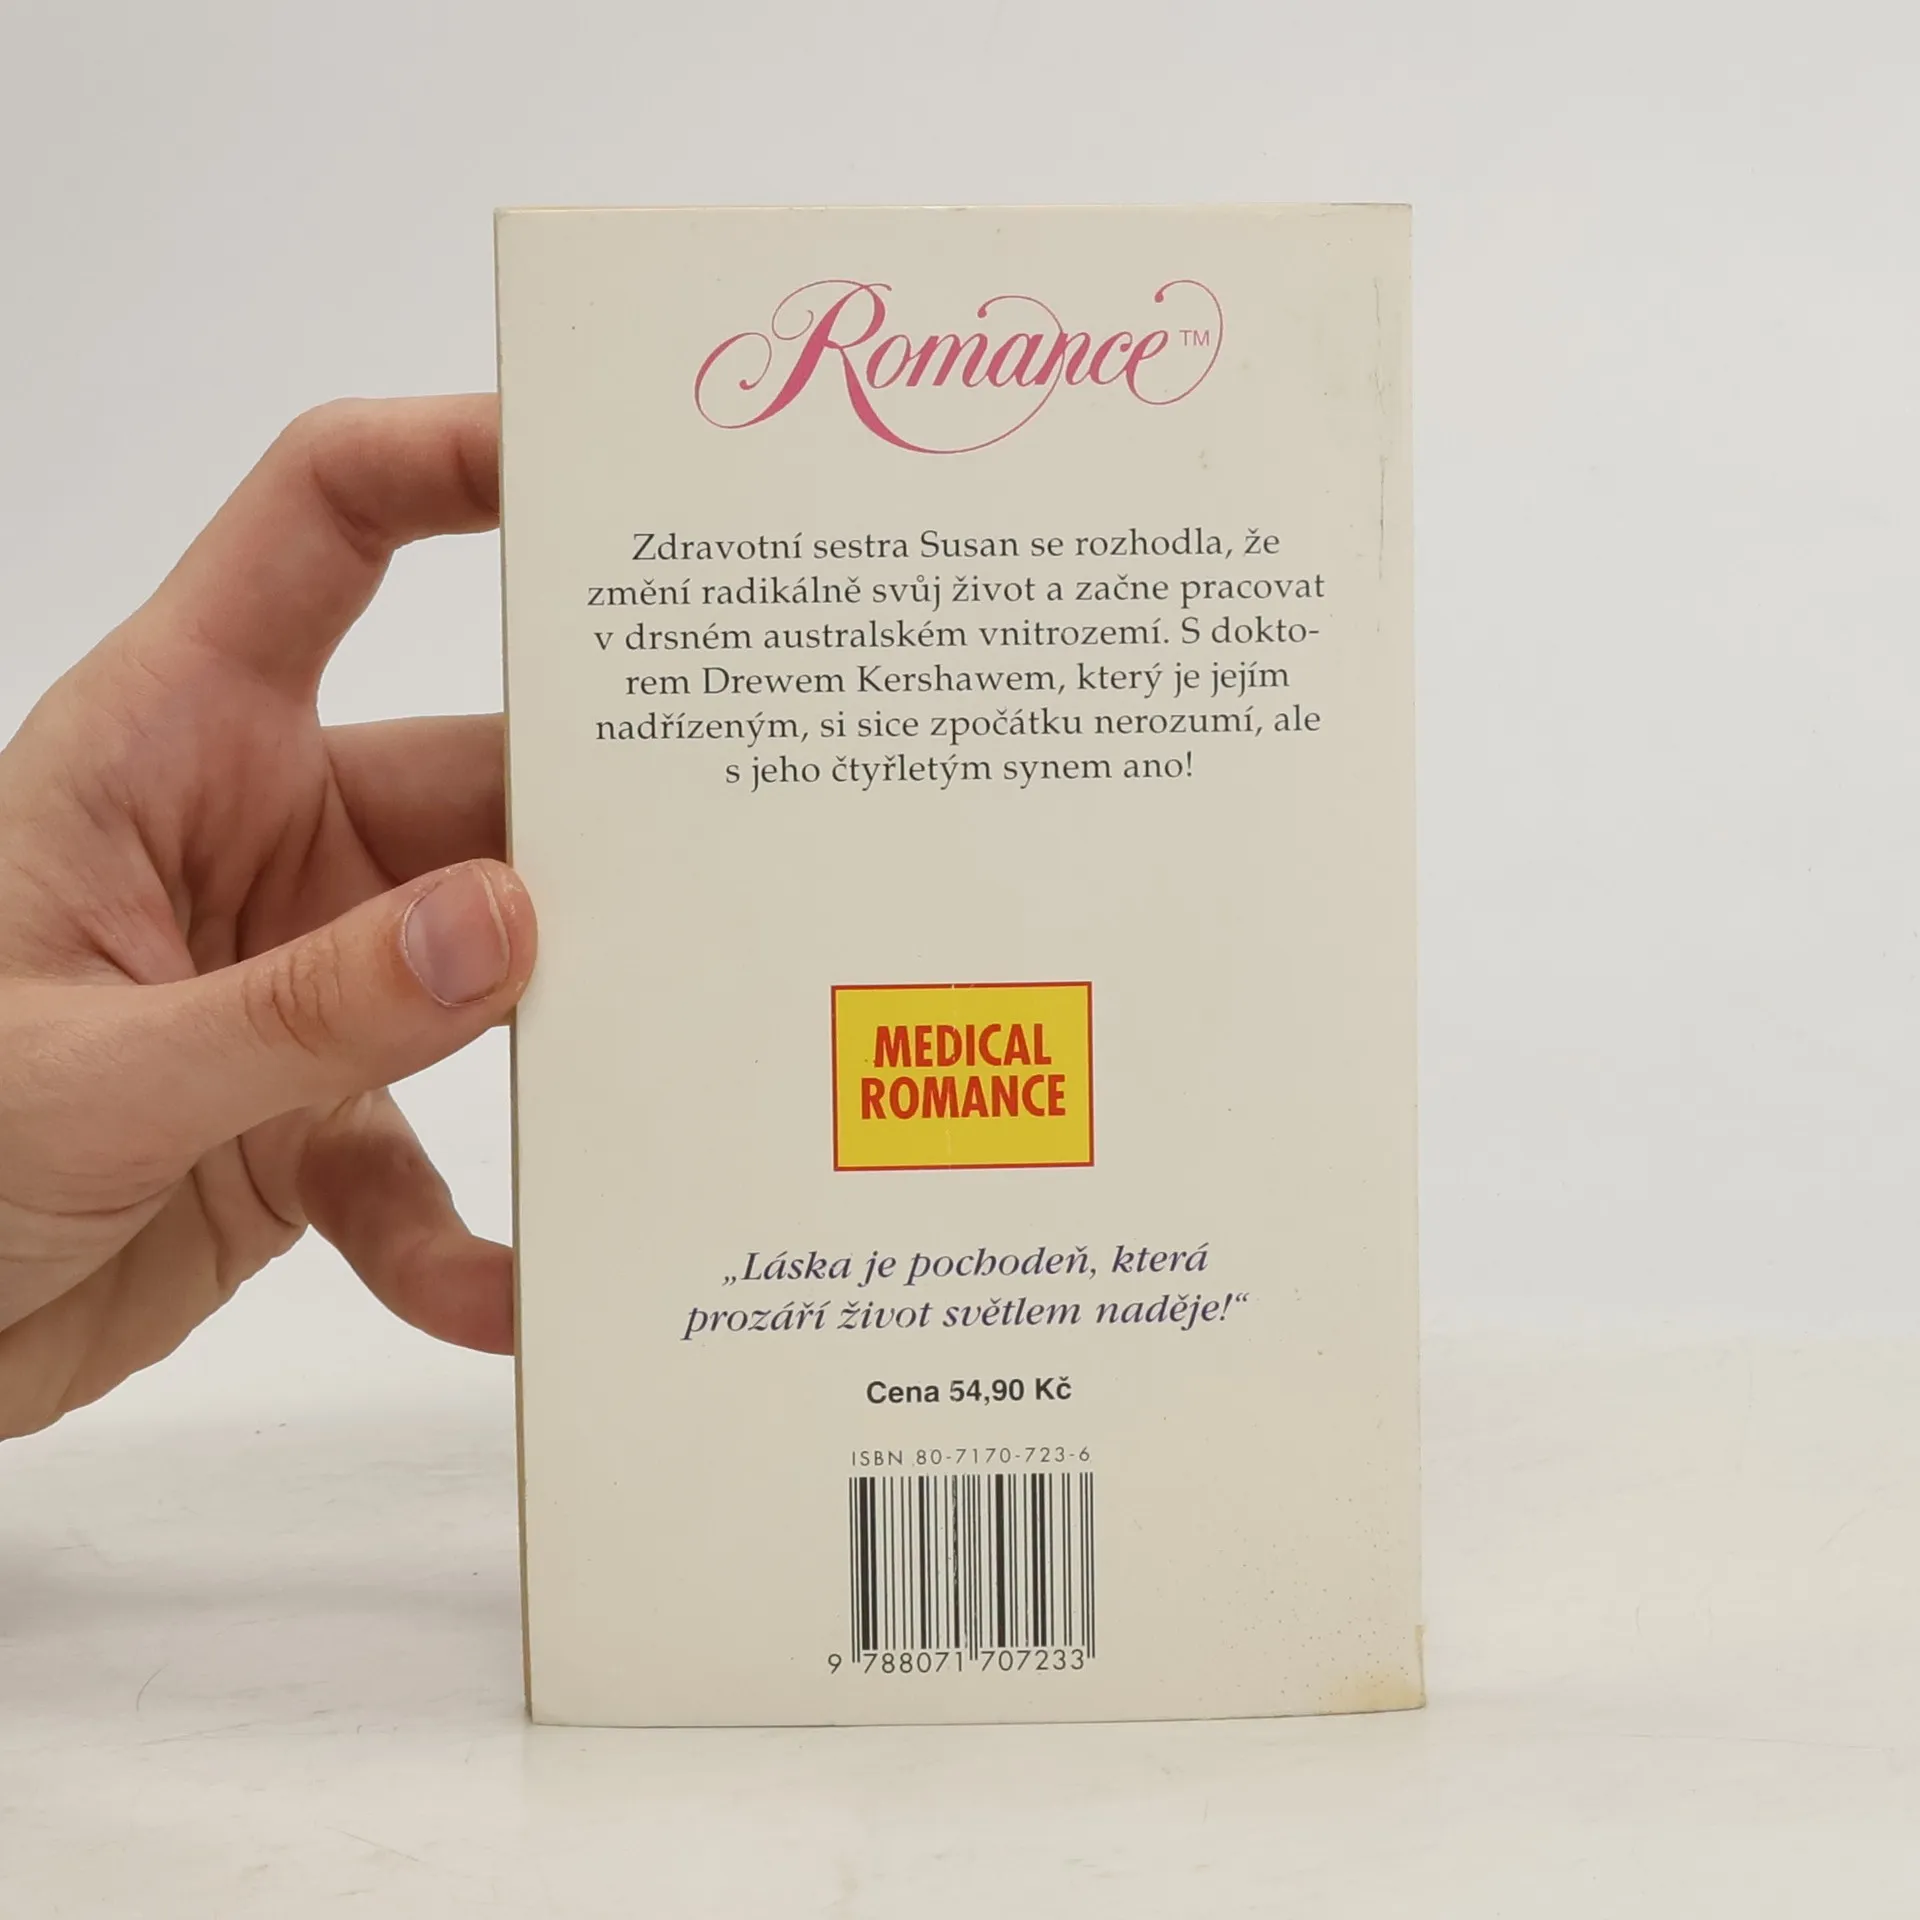 Romance™
Zdravotní sestra Susan se rozhodla, že
změní radikálně svůj život a začne pracovat
v drsném australském vnitrozemí. S dokto-
rem Drewem Kershawem, který je jejím
nadřízeným, si sice zpočátku nerozumí, ale
s jeho čtyřletým synem ano!
MEDICAL
ROMANCE
„Láska je pochodeň, která
prozáří život světlem naděje!“
Cena 54,90 Kč
ISBN 80-7170-723-6
9 788071 707233